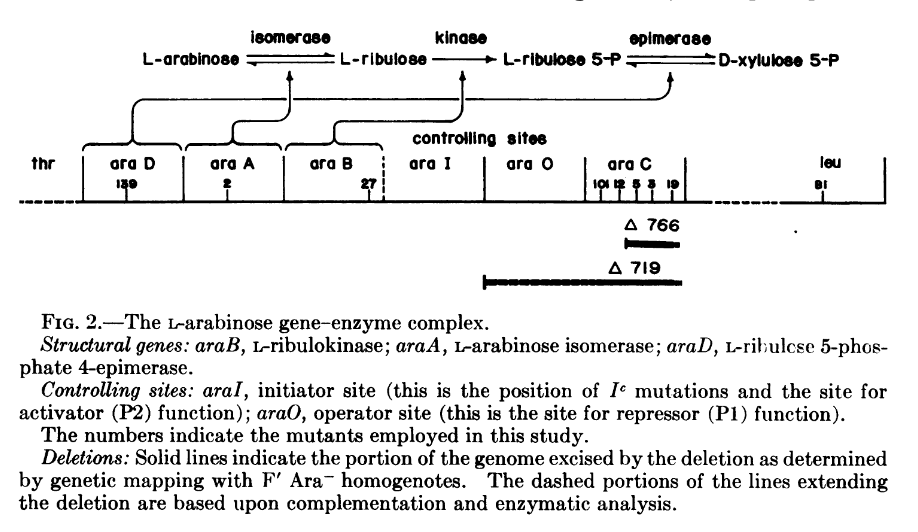 isomerase kinase epimerase
L-arabinose L-ribulose L-ribulose 5-P D-xylulose 5-P
controlling sites
thr ara D ara A ara B ara I ara O ara C leu
139 2 27 101 12 5 3 19 81
Δ 766
Δ 719
FIG. 2.—The L-arabinose gene-enzyme complex.
Structural genes: araB, L-ribulokinase; araA, L-arabinose isomerase; araD, L-ribulose 5-phos-
phate 4-epimerase.
Controlling sites: araI, initiator site (this is the position of Iᶜ mutations and the site for
activator (P2) function); araO, operator site (this is the site for repressor (P1) function).
The numbers indicate the mutants employed in this study.
Deletions: Solid lines indicate the portion of the genome excised by the deletion as determined
by genetic mapping with F′ Ara⁻ homogenotes. The dashed portions of the lines extending
the deletion are based upon complementation and enzymatic analysis.